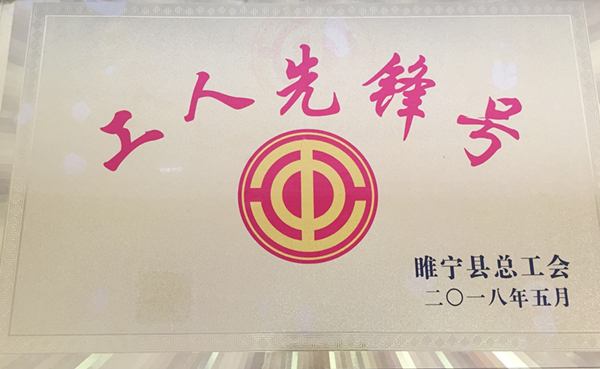 工人先锋号
睢宁县总工会
二〇一八年五月